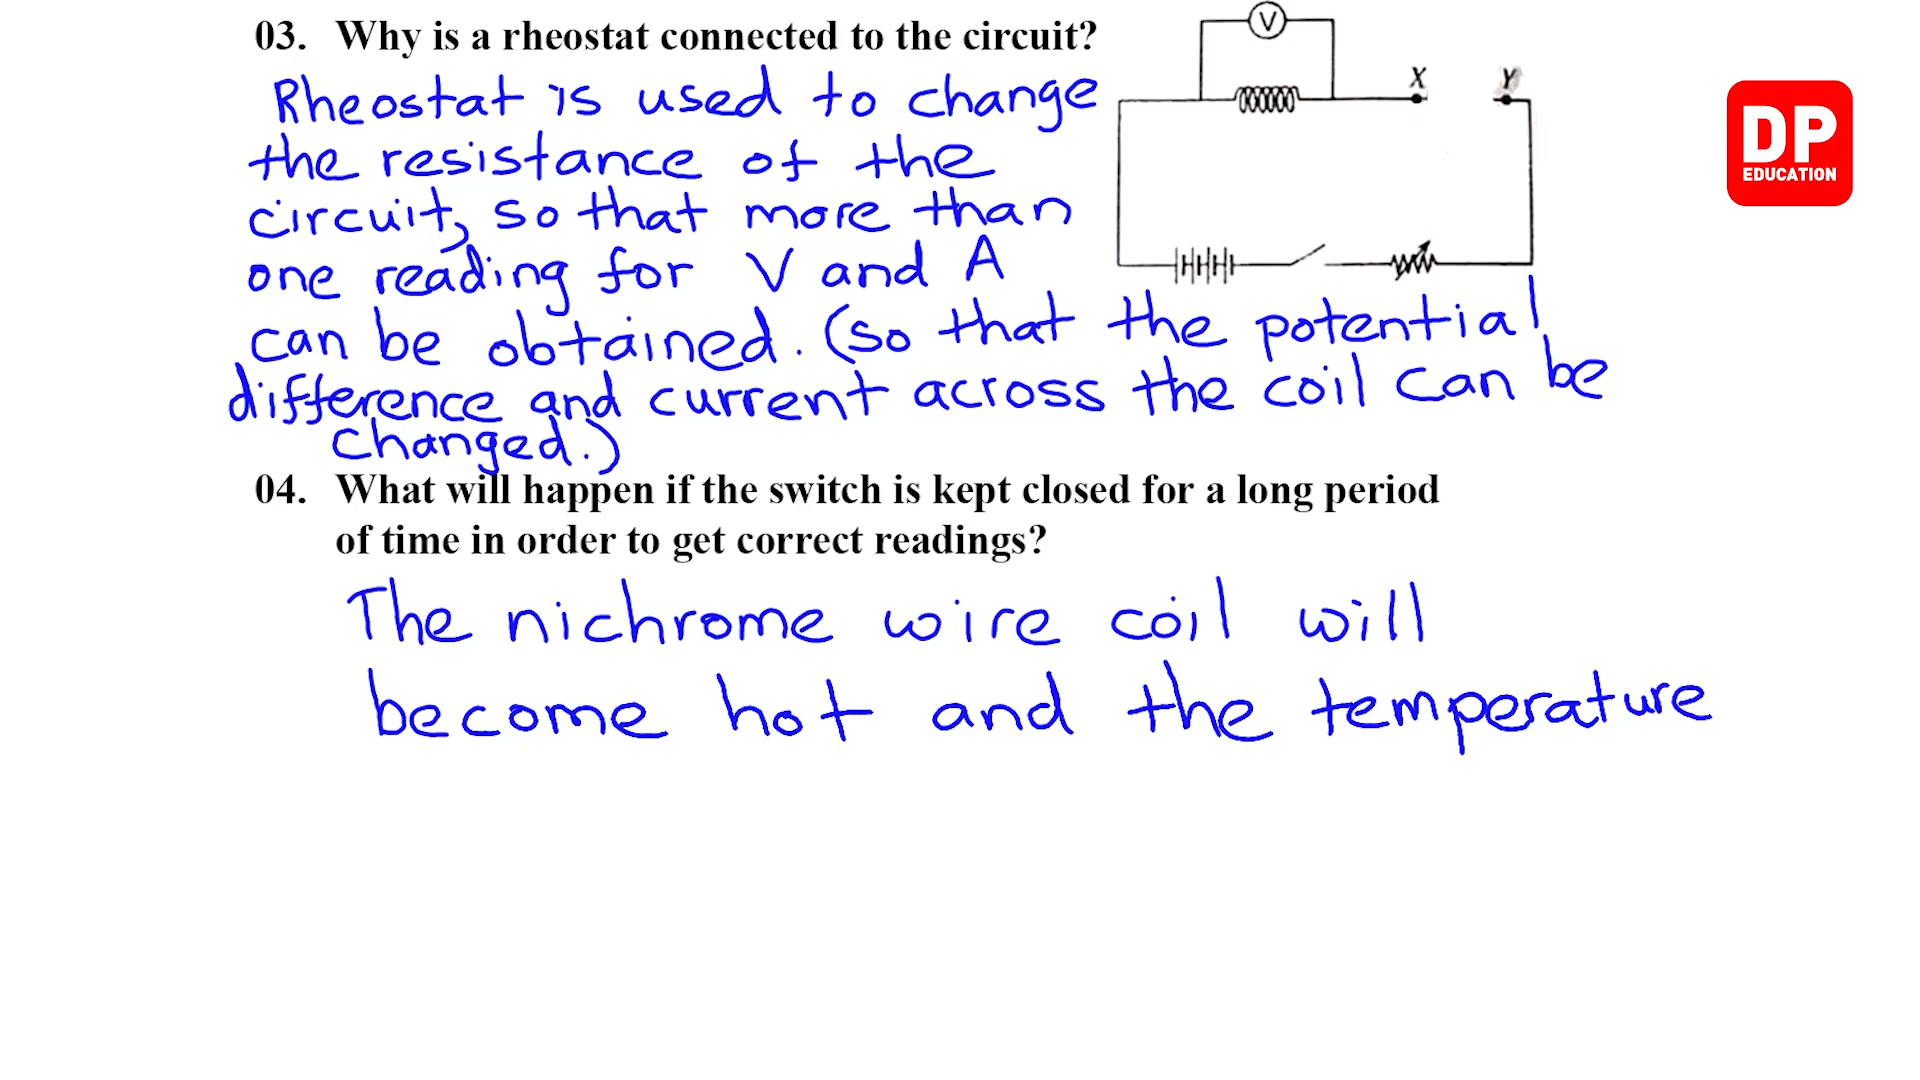 03. Why is a rheostat connected to the circuit?
V
X
Y
DP
EDUCATION
Rheostat is used to change
the resistance of the
circuit, so that more than
one reading for V and A
can be obtained. (so that the potential
difference and current across the coil can be
changed.)
04. What will happen if the switch is kept closed for a long period
of time in order to get correct readings?
The nichrome wire coil will
become hot and the temperature